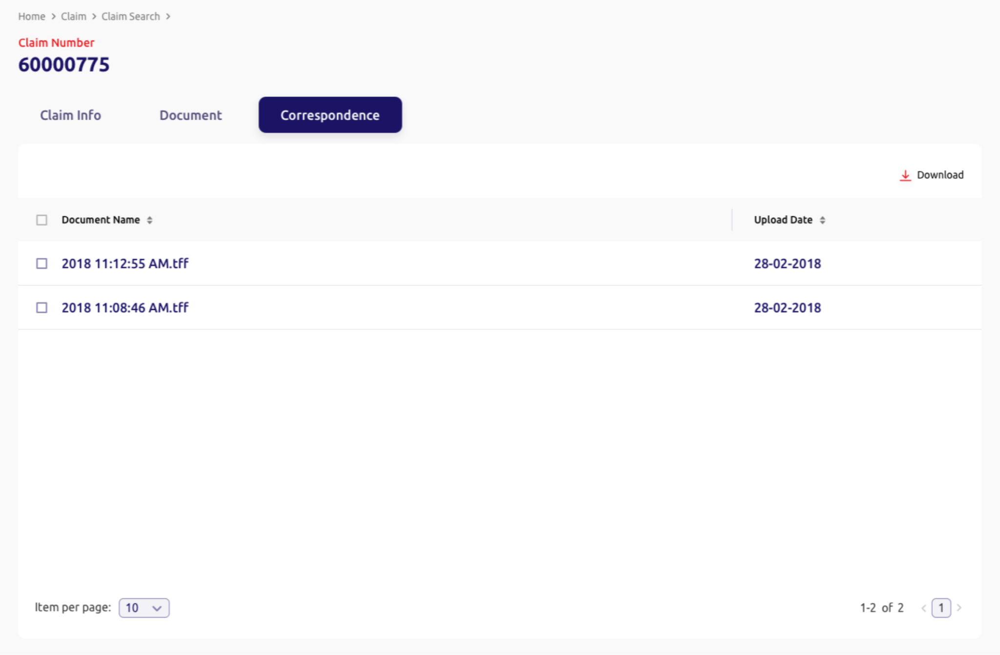 Home > Claim > Claim Search >
Claim Number
60000775
Claim Info Document Correspondence
Download
Document Name Upload Date
2018 11:12:55 AM.tff 28-02-2018
2018 11:08:46 AM.tff 28-02-2018
Item per page: 10 1-2 of 2 < 1 >